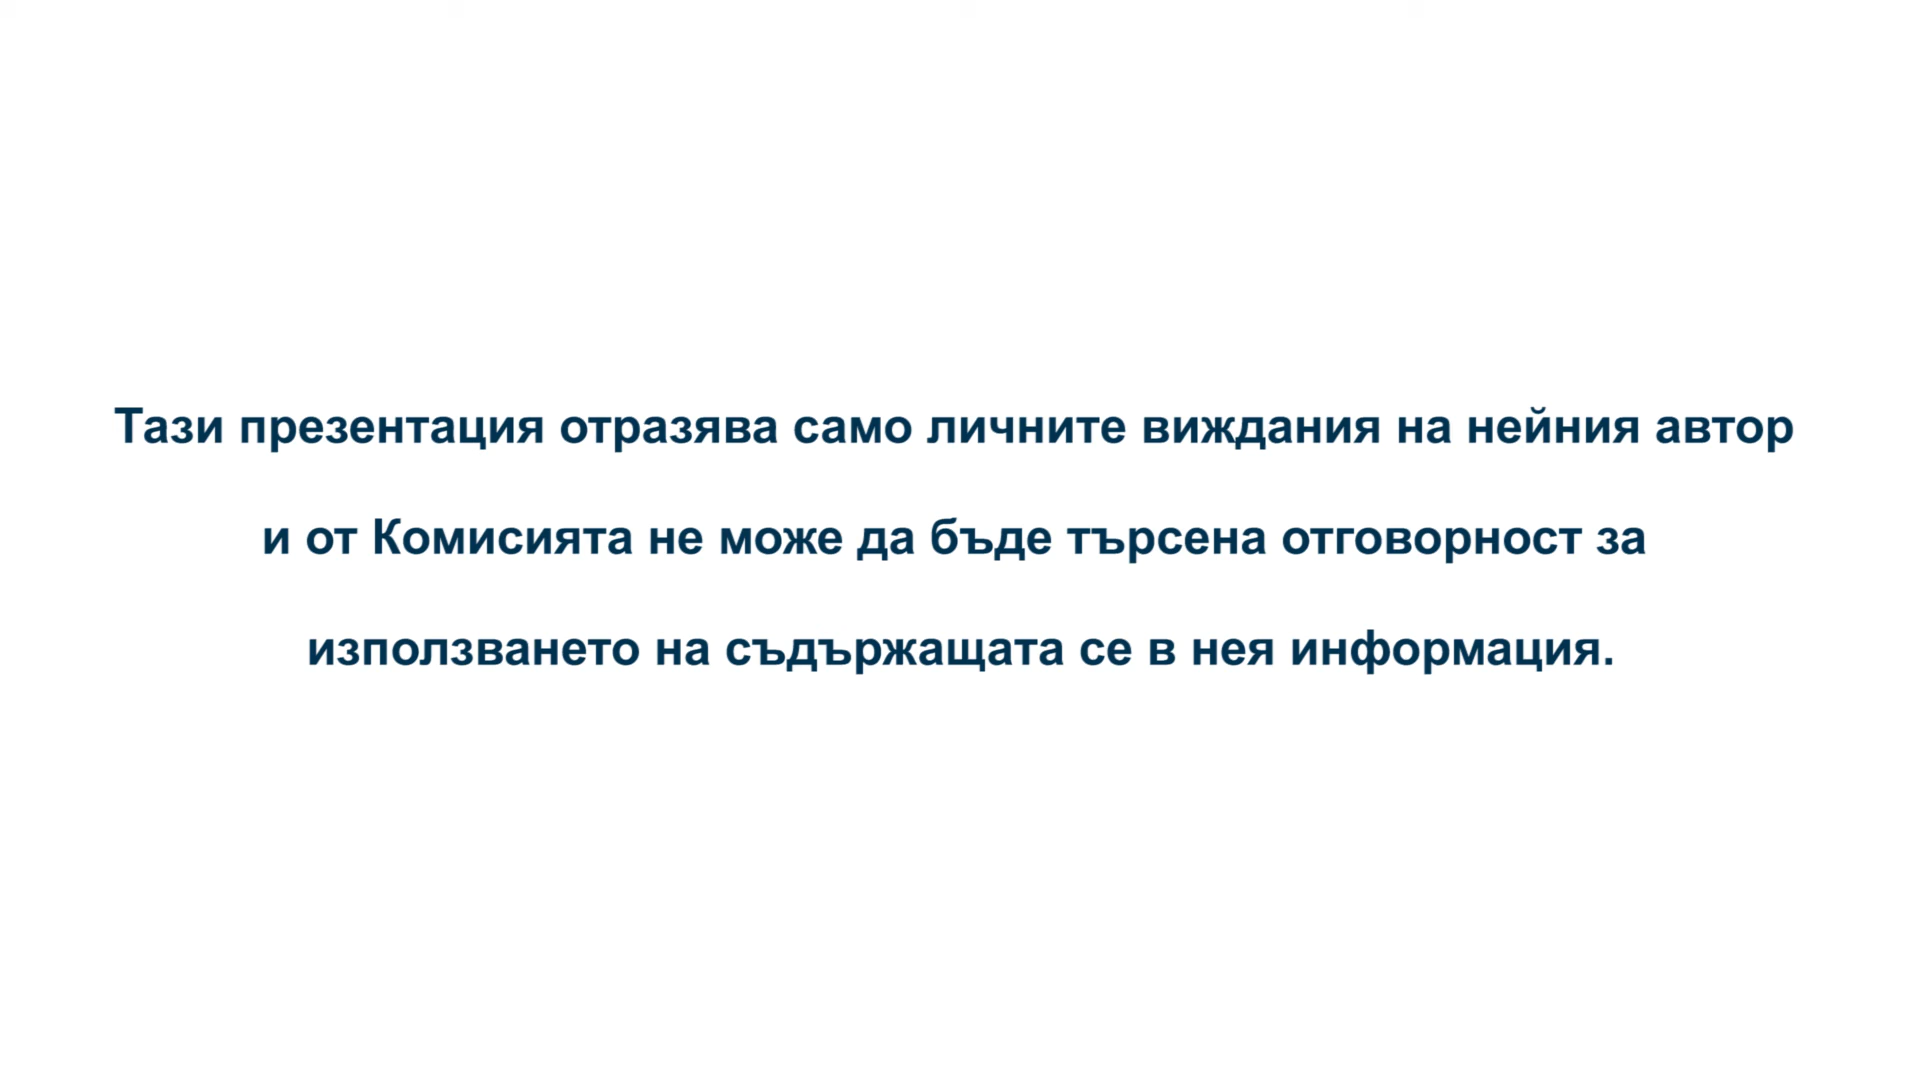 Тази презентация отразява само личните виждания на нейния автор
и от Комисията не може да бъде търсена отговорност за
използването на съдържащата се в нея информация.